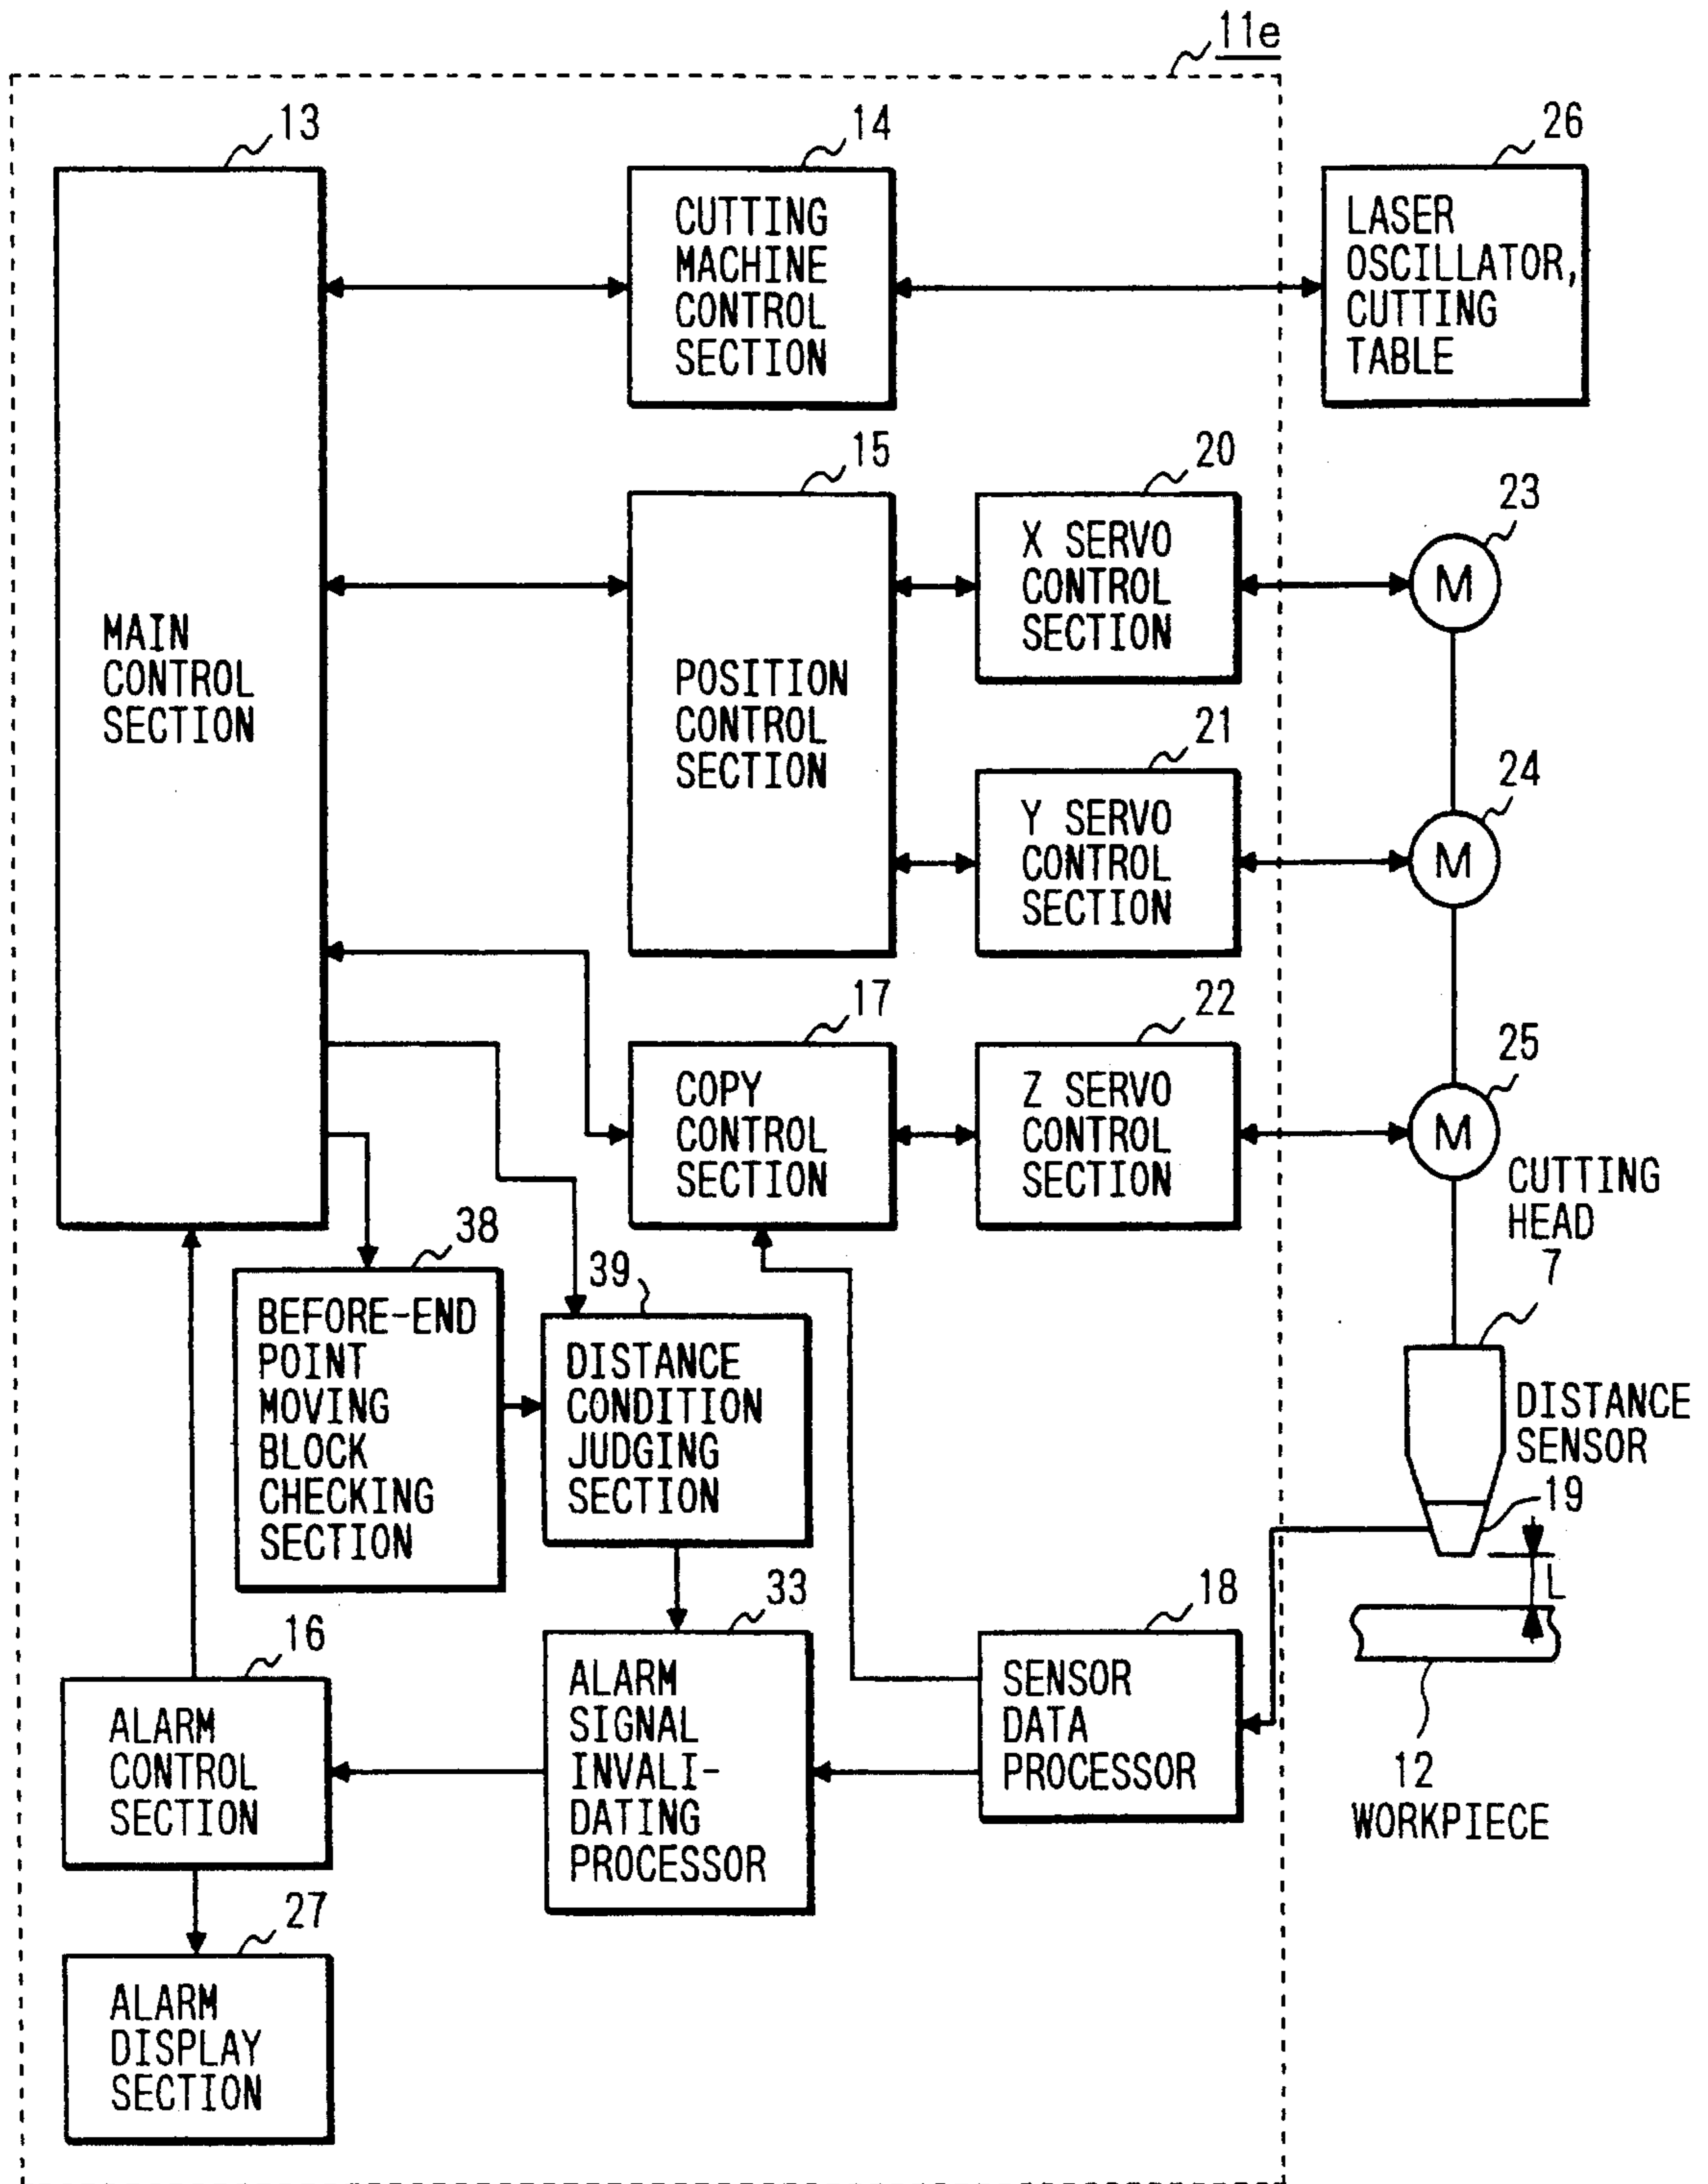 11e
13
14
26
CUTTING
MACHINE
CONTROL
SECTION
LASER
OSCILLATOR,
CUTTING
TABLE
15
20
23
MAIN
CONTROL
SECTION
POSITION
CONTROL
SECTION
X SERVO
CONTROL
SECTION
M
21
24
Y SERVO
CONTROL
SECTION
M
17
22
25
COPY
CONTROL
SECTION
Z SERVO
CONTROL
SECTION
M
CUTTING
HEAD
7
38
39
BEFORE-END
POINT
MOVING
BLOCK
CHECKING
SECTION
DISTANCE
CONDITION
JUDGING
SECTION
DISTANCE
SENSOR
19
L
16
33
18
ALARM
CONTROL
SECTION
ALARM
SIGNAL
INVALI-
DATING
PROCESSOR
SENSOR
DATA
PROCESSOR
12
WORKPIECE
27
ALARM
DISPLAY
SECTION